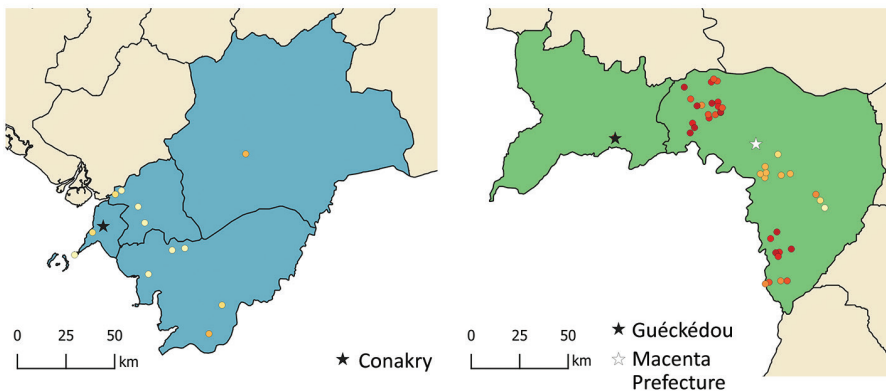 0 25 50
km
★ Conakry
0 25 50
km
★ Guéckédou
☆ Macenta
Prefecture